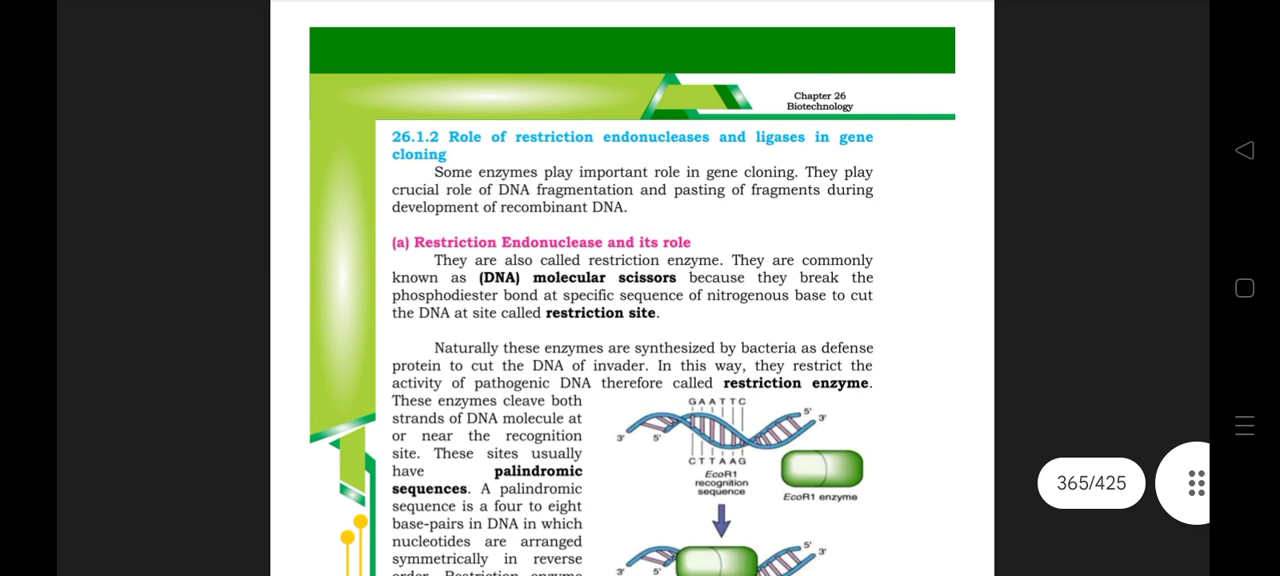 Chapter 26
Biotechnology
26.1.2 Role of restriction endonucleases and ligases in gene
cloning
Some enzymes play important role in gene cloning. They play
crucial role of DNA fragmentation and pasting of fragments during
development of recombinant DNA.
(a) Restriction Endonuclease and its role
They are also called restriction enzyme. They are commonly
known as (DNA) molecular scissors because they break the
phosphodiester bond at specific sequence of nitrogenous base to cut
the DNA at site called restriction site.
Naturally these enzymes are synthesized by bacteria as defense
protein to cut the DNA of invader. In this way, they restrict the
activity of pathogenic DNA therefore called restriction enzyme.
These enzymes cleave both
strands of DNA molecule at
or near the recognition
site. These sites usually
have palindromic
sequences. A palindromic
sequence is a four to eight
base-pairs in DNA in which
nucleotides are arranged
symmetrically in reverse
order. Restriction enzyme
G A A T T C
5'
3'
3'
5'
C T T A A G
EcoR1
recognition
sequence
EcoR1 enzyme
5'
3'
3'
5'
365/425